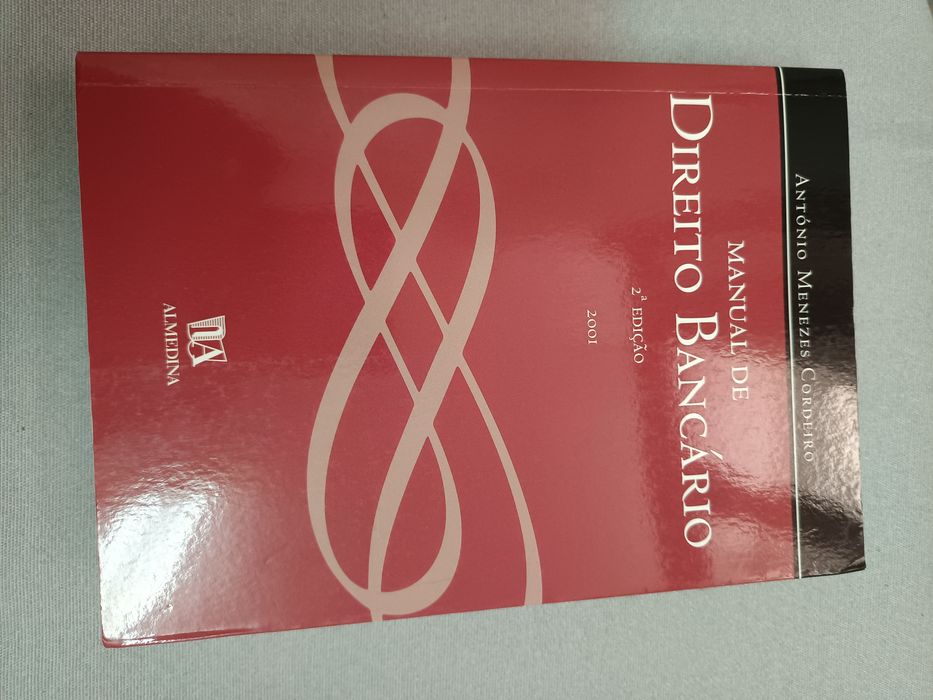 António Menezes Cordeiro
Manual de
Direito Bancário
2ª Edição
2001
Almedina